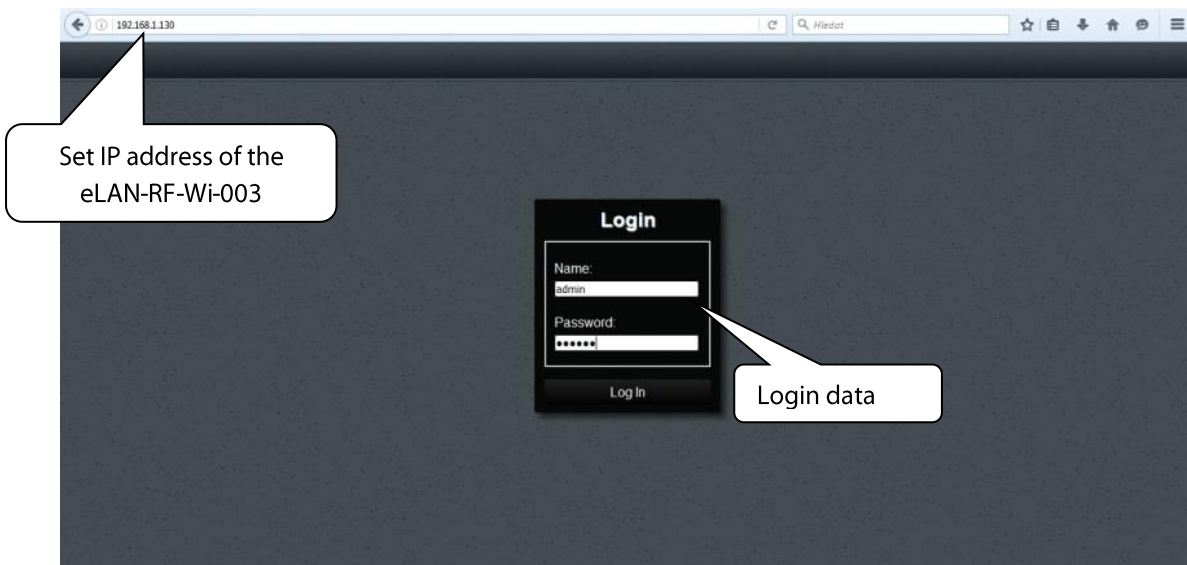 192.168.1.130
Hledat
Set IP address of the
eLAN-RF-Wi-003
Login
Name:
admin
Password:
••••••
Login data
Log In